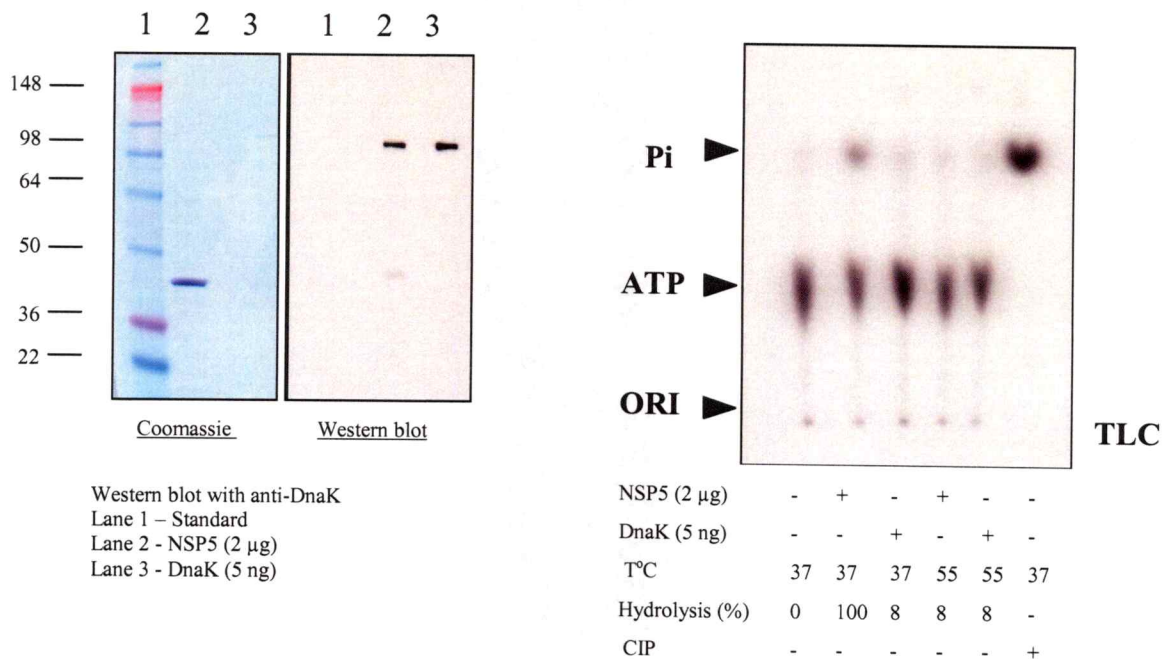 1 2 3
1 2 3
148
98
64
50
36
22
Coomassie
Western blot
Western blot with anti-DnaK
Lane 1 – Standard
Lane 2 - NSP5 (2 µg)
Lane 3 - DnaK (5 ng)
Pi
ATP
ORI
TLC
NSP5 (2 µg) - + - + - -
DnaK (5 ng) - - + - + -
TºC 37 37 37 55 55 37
Hydrolysis (%) 0 100 8 8 8 -
CIP - - - - - +